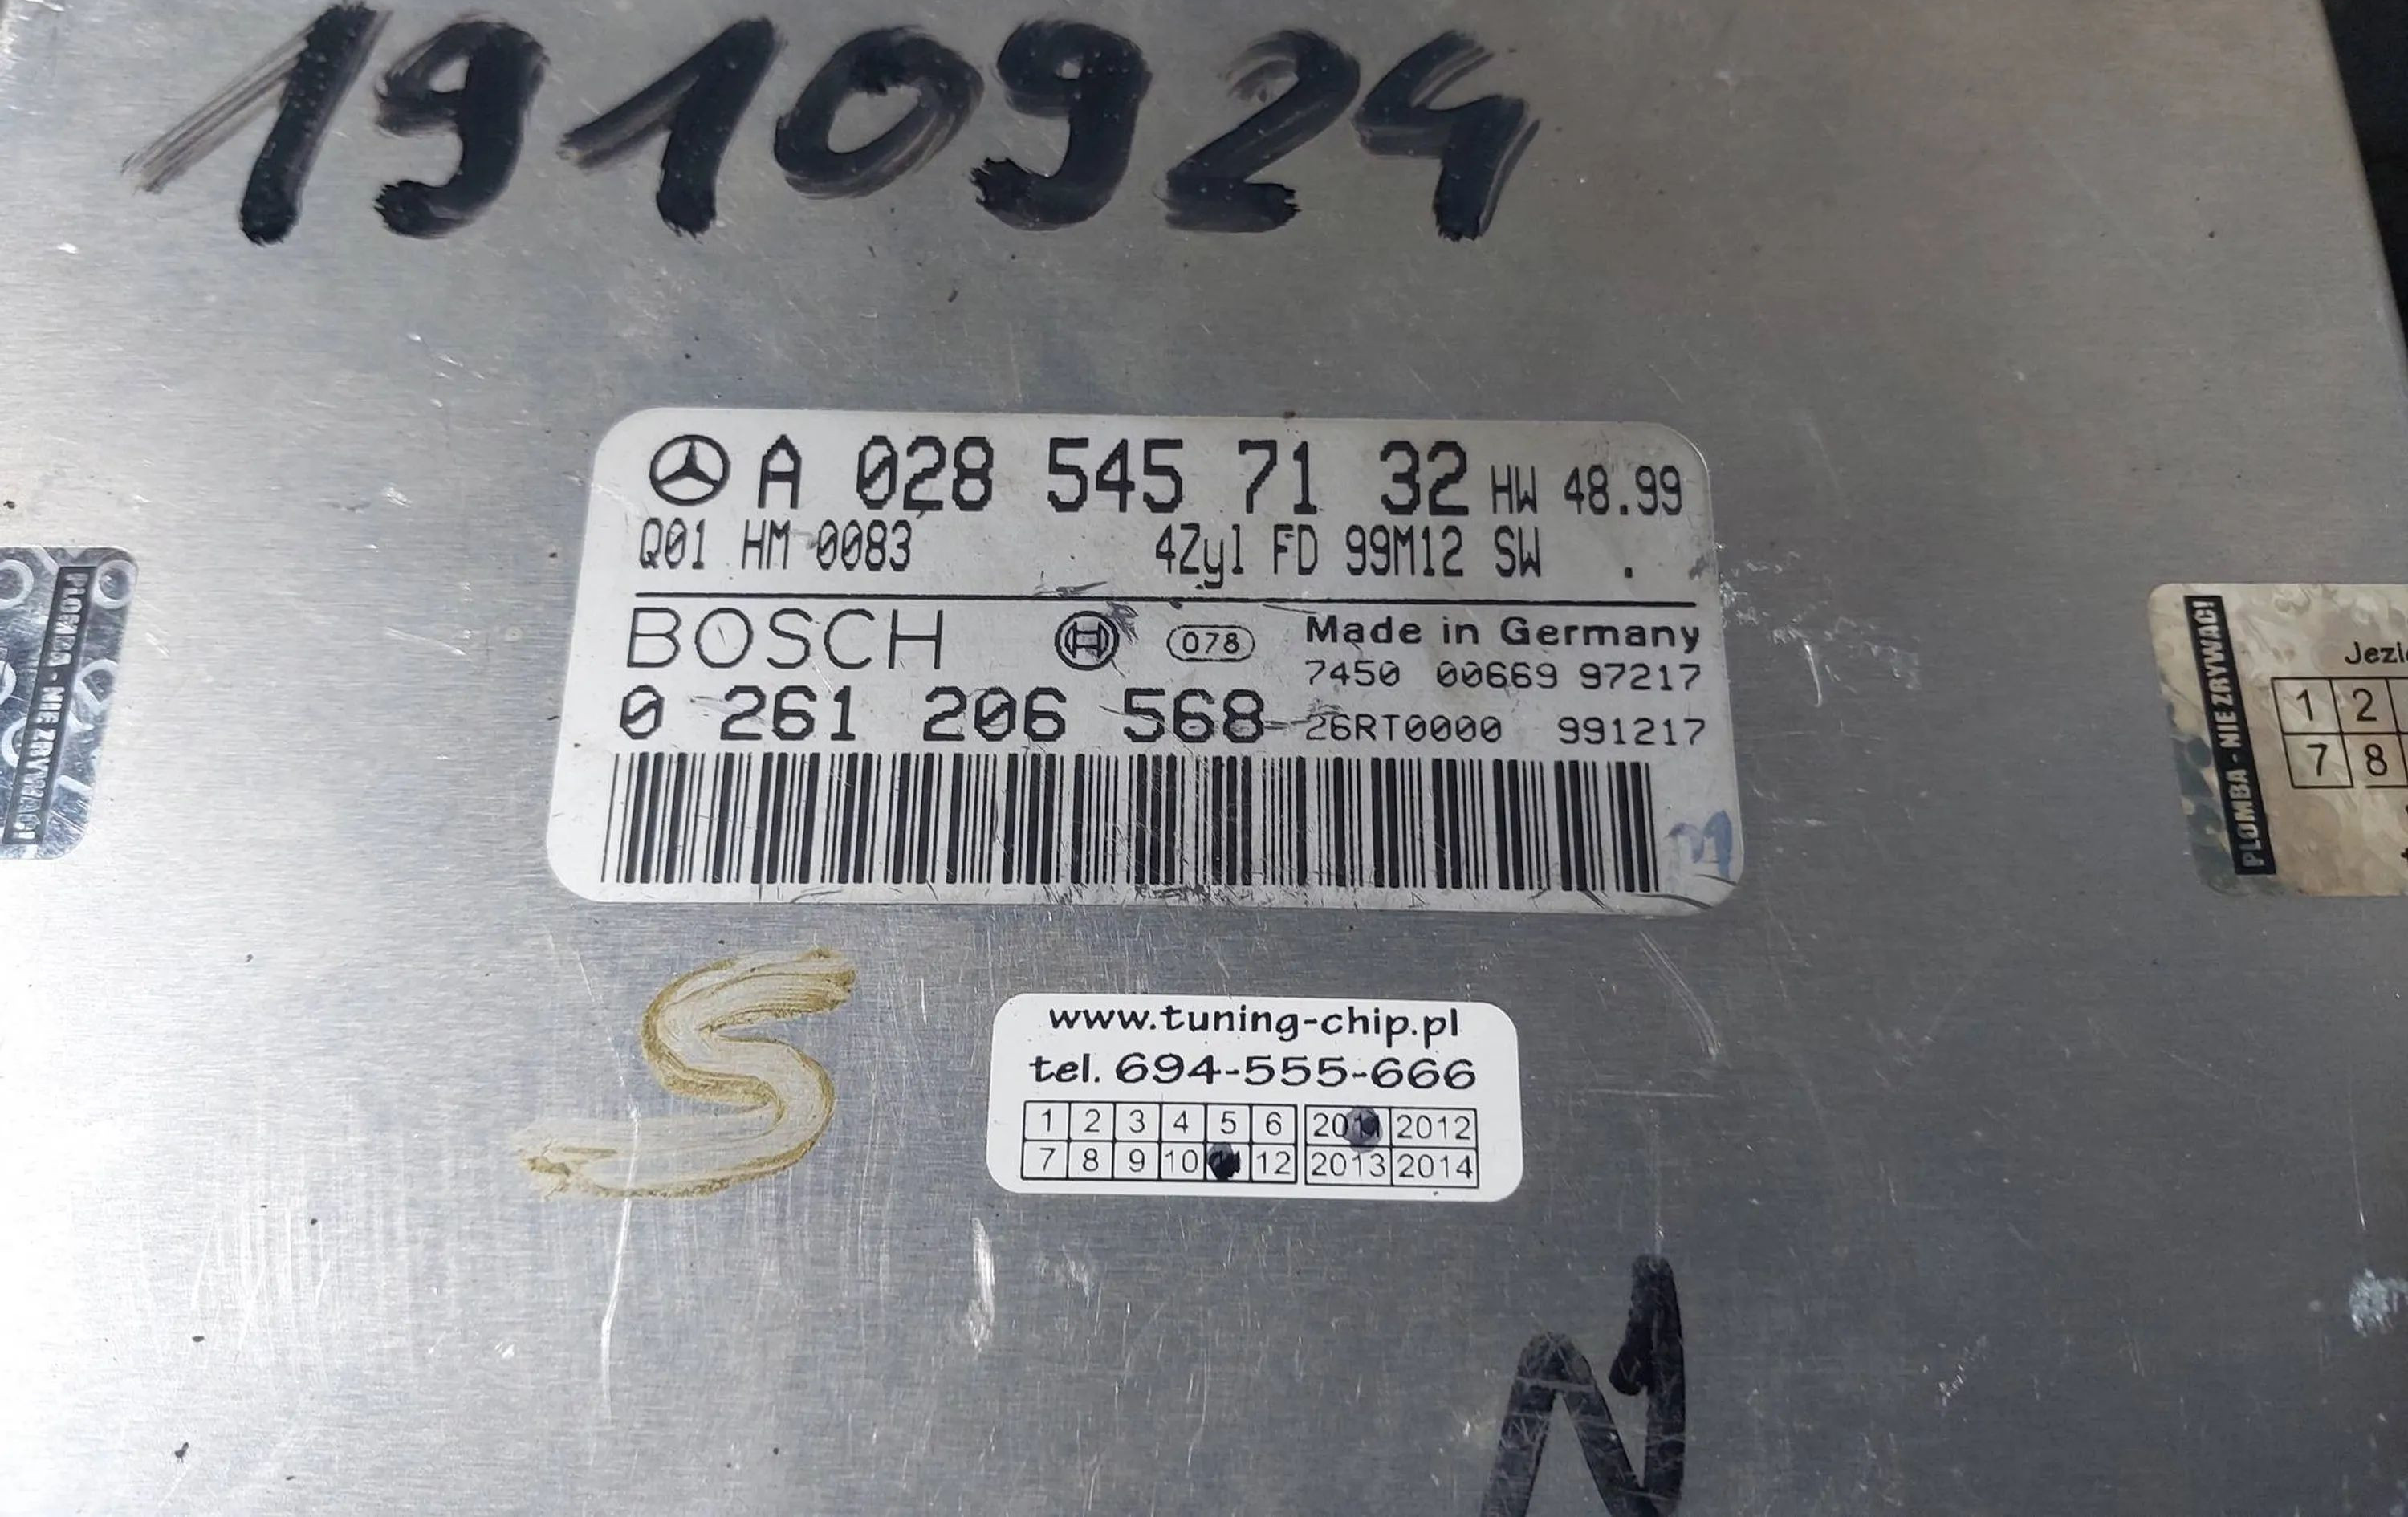 1910924
A 028 545 71 32 HW 48.99
Q01 HM 0083 4Zyl FD 99M12 SW .
BOSCH 078 Made in Germany
7450 00669 97217
0 261 206 568 26RT0000 991217
PLOMBA - NIE ZRYWAĆ!
PLOMBA - NIE ZRYWAĆ!
1 2
7 8
S
www.tuning-chip.pl
tel. 694-555-666
1 2 3 4 5 6 2011 2012
7 8 9 10 11 12 2013 2014
N